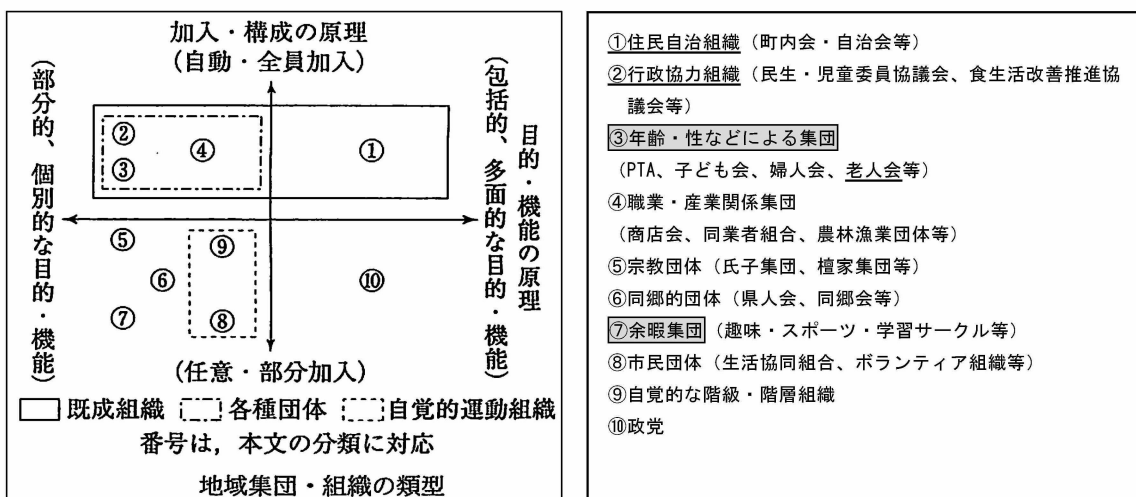 加入・構成の原理
(自動・全員加入)
(部分的、個別的な目的・機能)
(包括的、多面的な目的・機能)
目的・機能の原理
②
③
④
①
⑤
⑥
⑦
⑨
⑧
⑩
(任意・部分加入)
既成組織 各種団体 自覚的運動組織
番号は，本文の分類に対応
地域集団・組織の類型
①住民自治組織（町内会・自治会等）
②行政協力組織（民生・児童委員協議会、食生活改善推進協
議会等）
③年齢・性などによる集団
（PTA、子ども会、婦人会、老人会等）
④職業・産業関係集団
（商店会、同業者組合、農林漁業団体等）
⑤宗教団体（氏子集団、檀家集団等）
⑥同郷的団体（県人会、同郷会等）
⑦余暇集団（趣味・スポーツ・学習サークル等）
⑧市民団体（生活協同組合、ボランティア組織等）
⑨自覚的な階級・階層組織
⑩政党